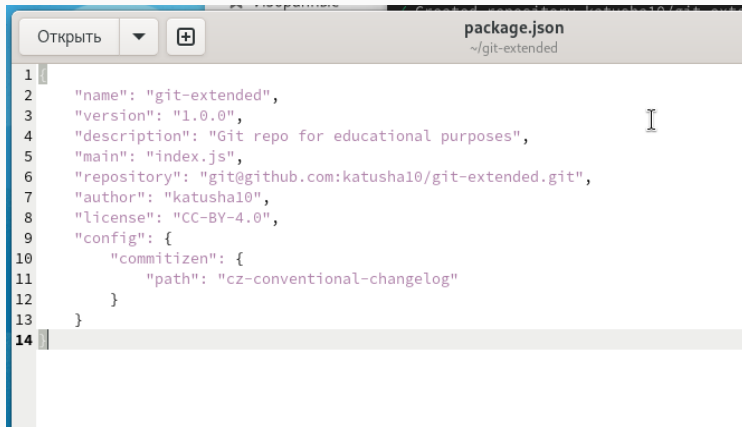 Открыть
package.json
~/git-extended
1 {
2 "name": "git-extended",
3 "version": "1.0.0",
4 "description": "Git repo for educational purposes",
5 "main": "index.js",
6 "repository": "git@github.com:katusha10/git-extended.git",
7 "author": "katusha10",
8 "license": "CC-BY-4.0",
9 "config": {
10 "commitizen": {
11 "path": "cz-conventional-changelog"
12 }
13 }
14 }